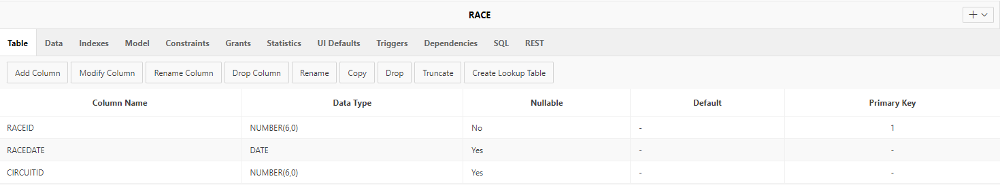 RACE
Table Data Indexes Model Constraints Grants Statistics UI Defaults Triggers Dependencies SQL REST
Add Column Modify Column Rename Column Drop Column Rename Copy Drop Truncate Create Lookup Table
Column Name Data Type Nullable Default Primary Key
RACEID NUMBER(6,0) No - 1
RACEDATE DATE Yes - -
CIRCUITID NUMBER(6,0) Yes - -